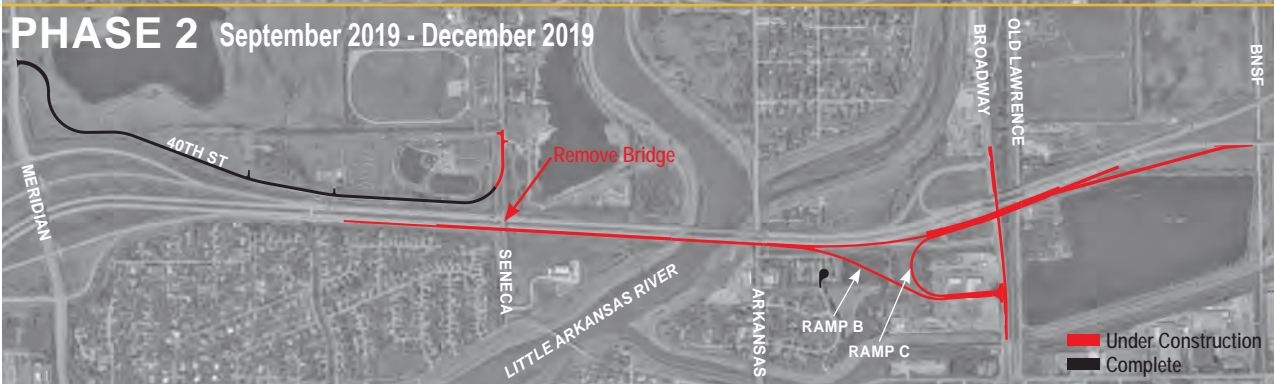 PHASE 2 September 2019 - December 2019
BROADWAY
OLD LAWRENCE
BNSF
40TH ST
Remove Bridge
MERIDIAN
SENECA
LITTLE ARKANSAS RIVER
ARKANSAS
RAMP B
RAMP C
Under Construction
Complete